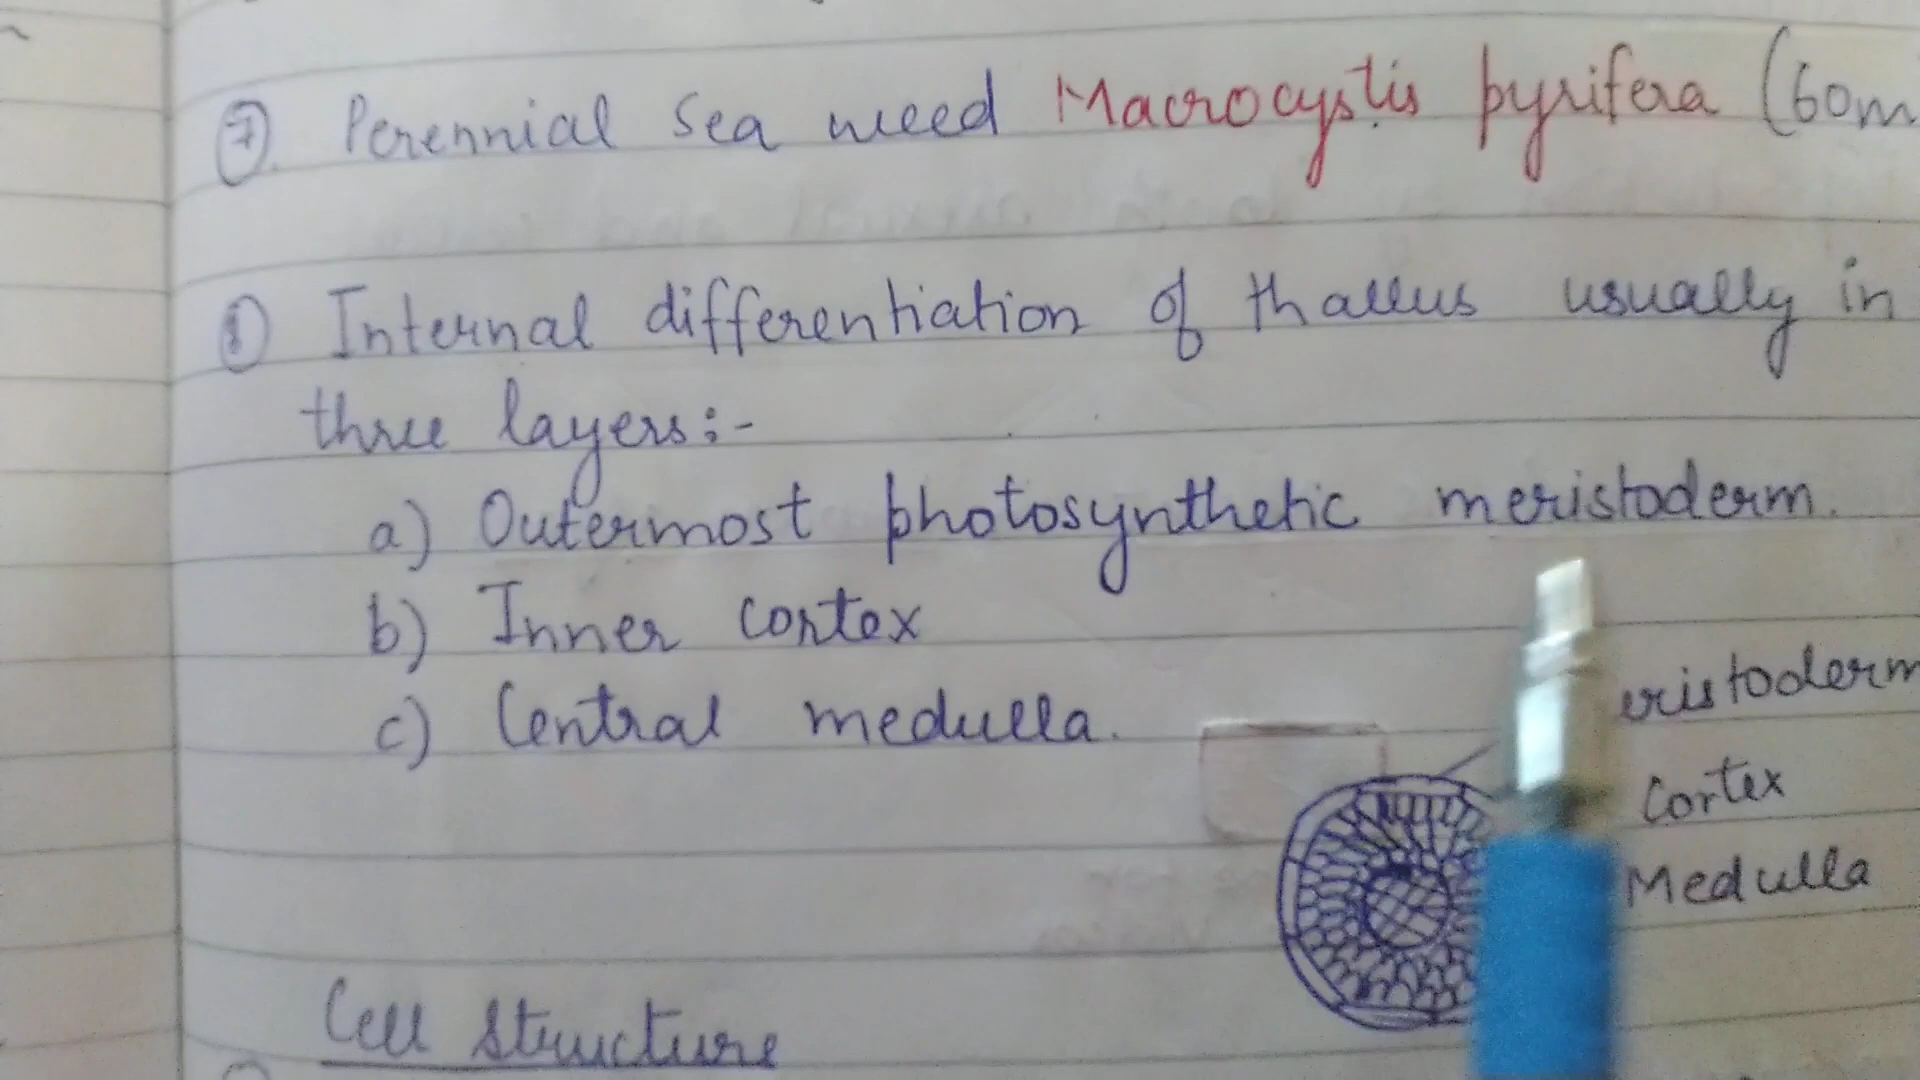 ⑦. Perennial Sea weed Macrocystis pyrifera (60m
⑧ Internal differentiation of thallus usually in
three layers:-
a) Outermost photosynthetic meristoderm.
b) Inner cortex
c) Central medulla.
eristoderm
Cortex
Medulla
Cell structure